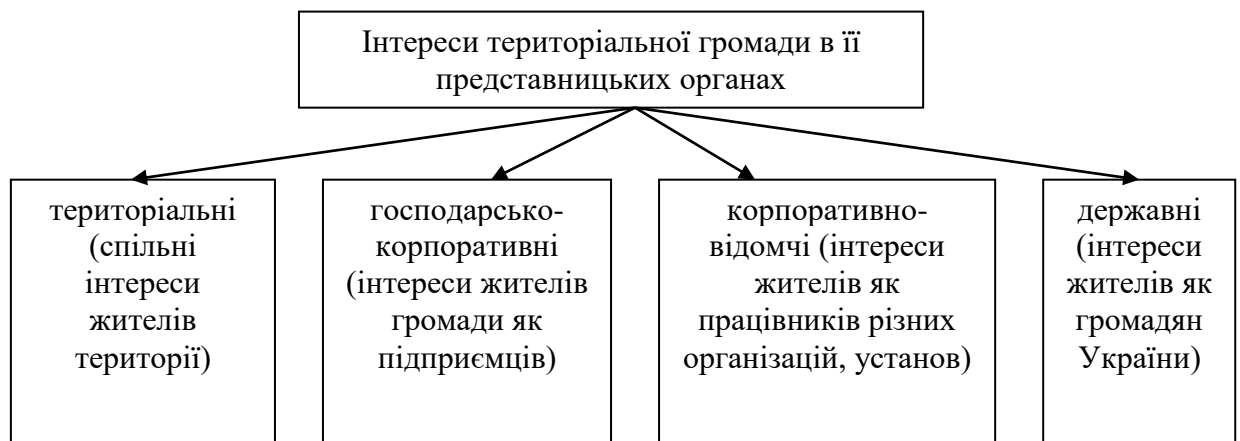 Інтереси територіальної громади в її
представницьких органах
територіальні
(спільні
інтереси
жителів
території)
господарсько-
корпоративні
(інтереси жителів
громади як
підприємців)
корпоративно-
відомчі (інтереси
жителів як
працівників різних
організацій, установ)
державні
(інтереси
жителів як
громадян
України)